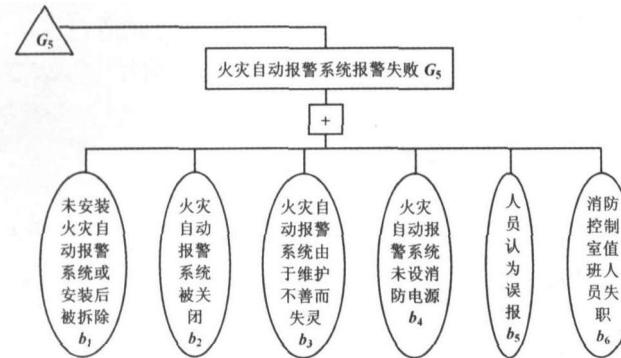 G5
火灾自动报警系统报警失败 G5
+
未安装
火灾自
动报警
系统或
安装后
被拆除
b1
火灾
自动
报警
系统
被关
闭
b2
火灾自
动报警
系统由
于维护
不善而
失灵
b3
火灾
自动报
警系统
未设消
防电源
b4
人
员
认
为
误
报
b5
消防
控制
室值
班人
员失
职
b6